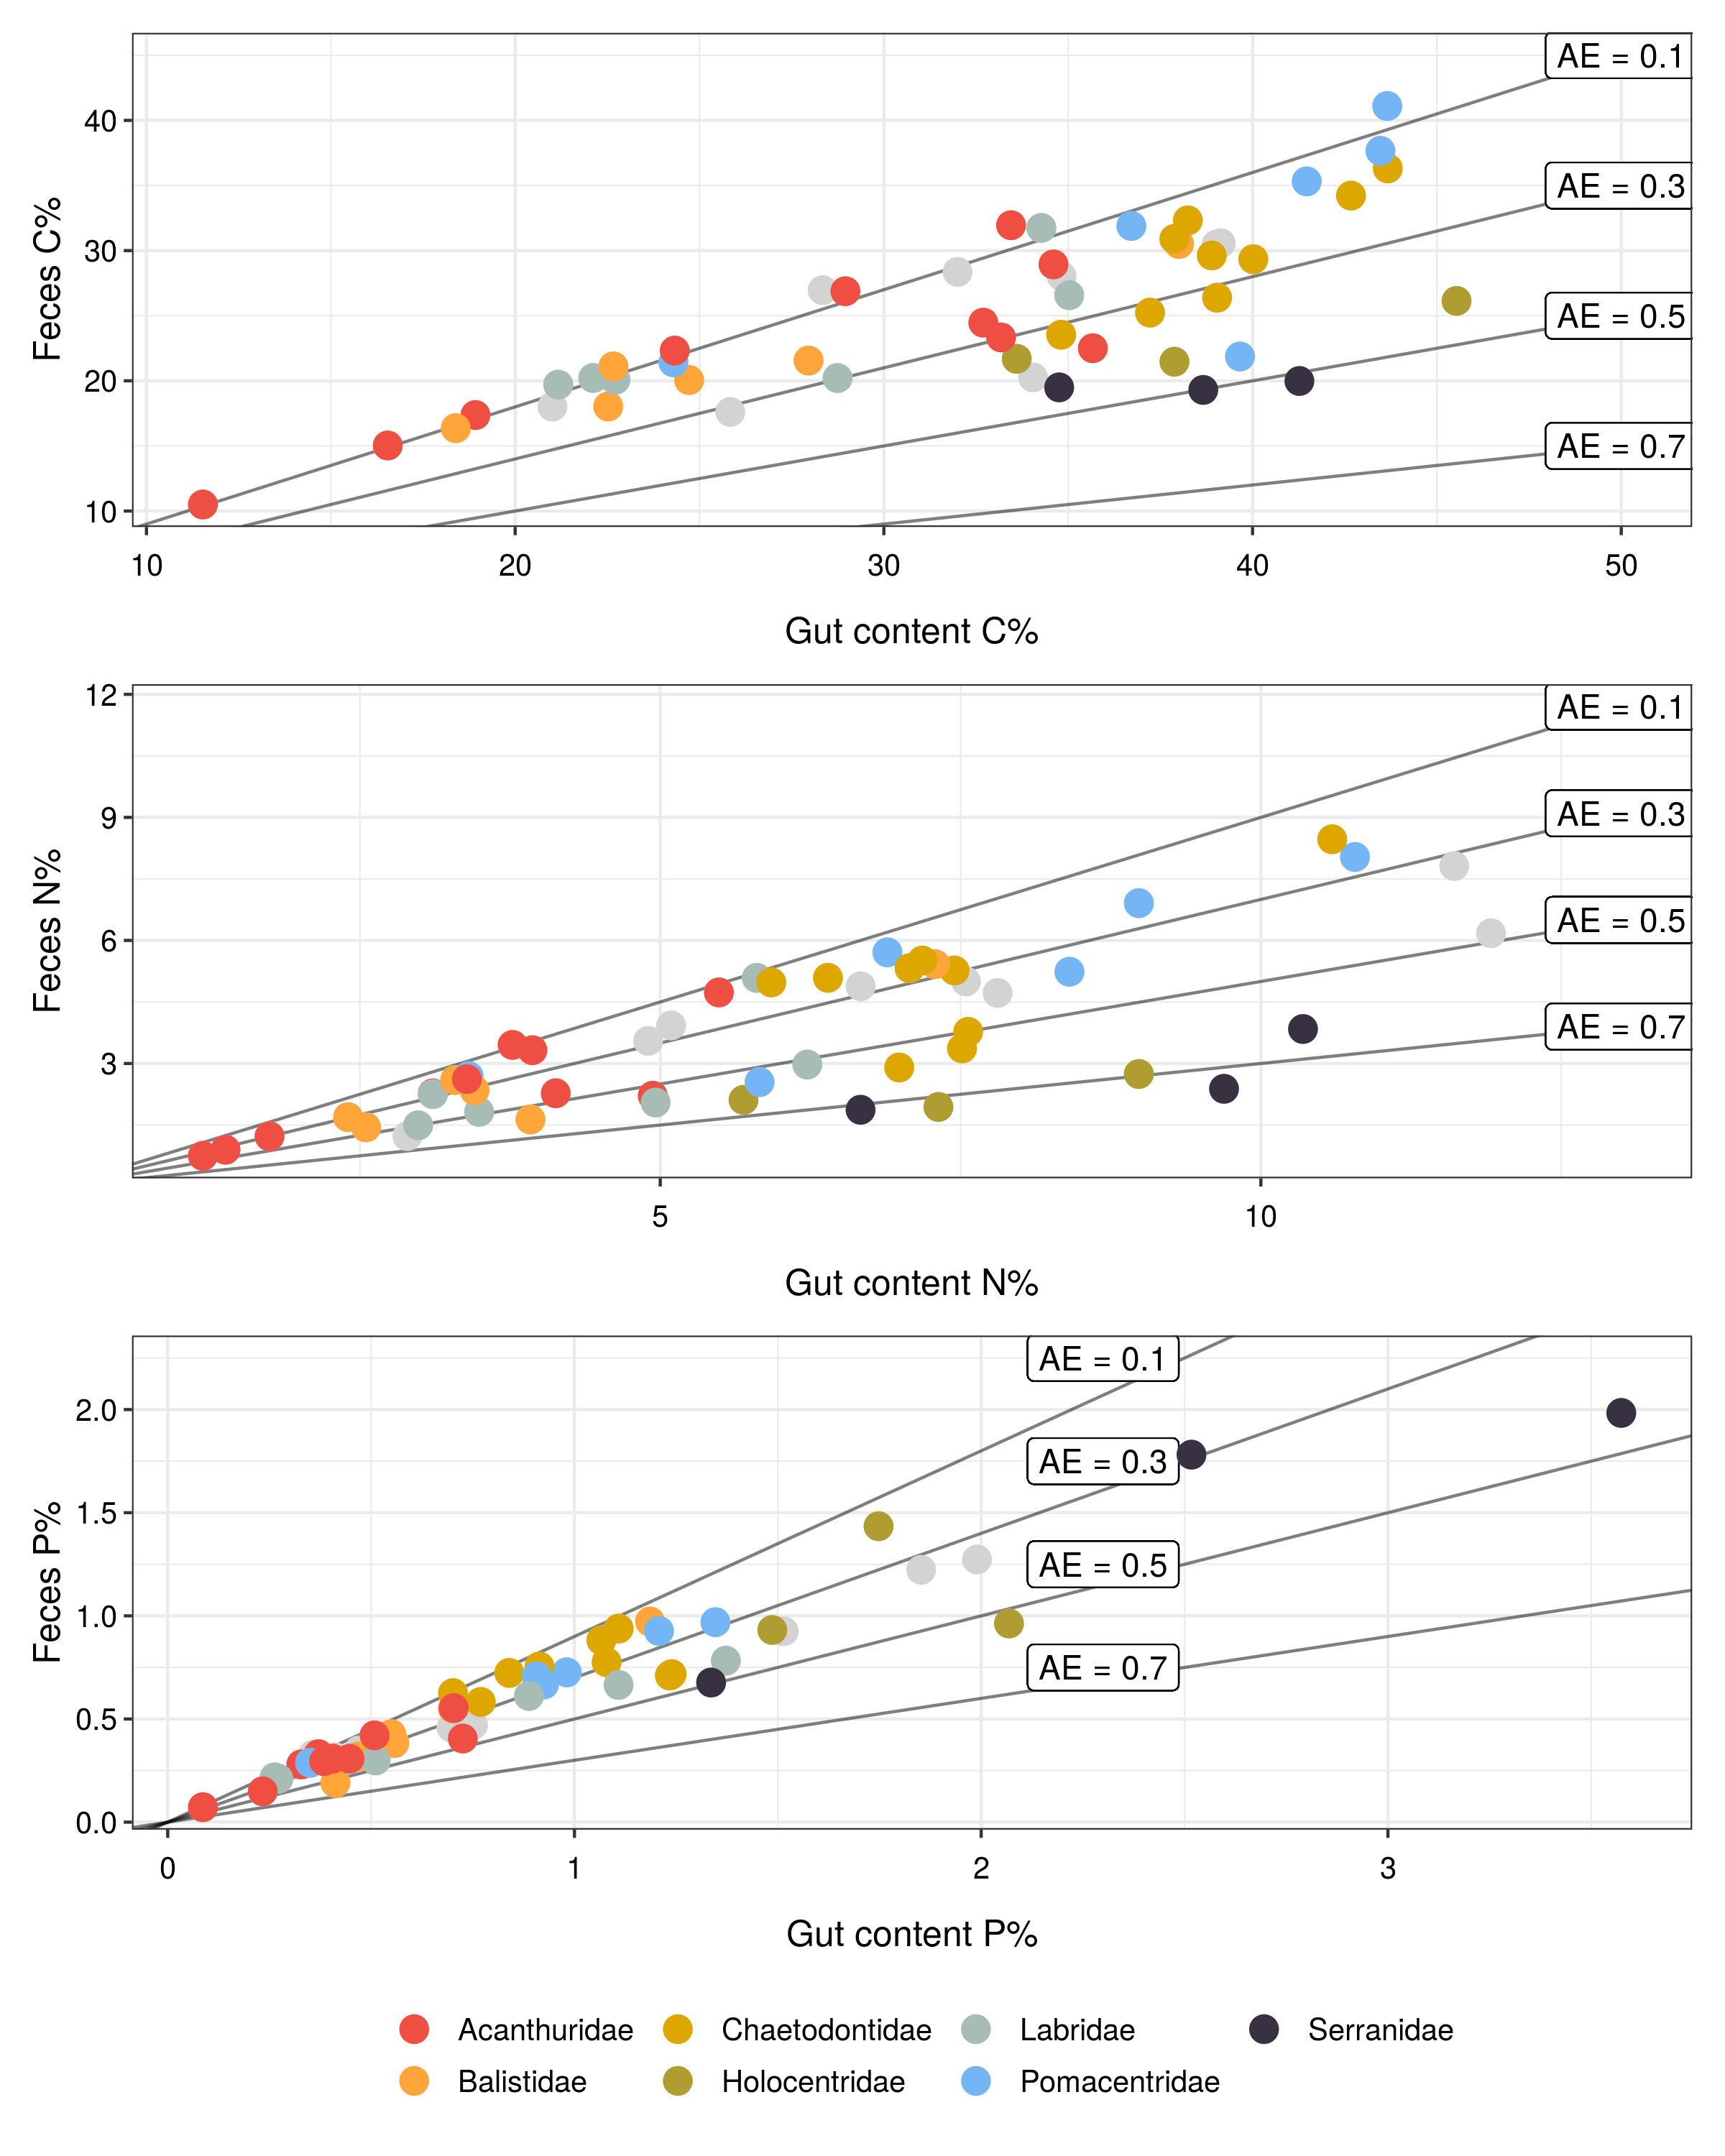 AE = 0.1
40
AE = 0.3
30
AE = 0.5
20
AE = 0.7
10
Feces C%
10 20 30 40 50
Gut content C%
12
AE = 0.1
9
AE = 0.3
6
AE = 0.5
3
AE = 0.7
Feces N%
5 10
Gut content N%
AE = 0.1
2.0
AE = 0.3
1.5
AE = 0.5
1.0
AE = 0.7
0.5
0.0
Feces P%
0 1 2 3
Gut content P%
Acanthuridae Chaetodontidae Labridae Serranidae
Balistidae Holocentridae Pomacentridae